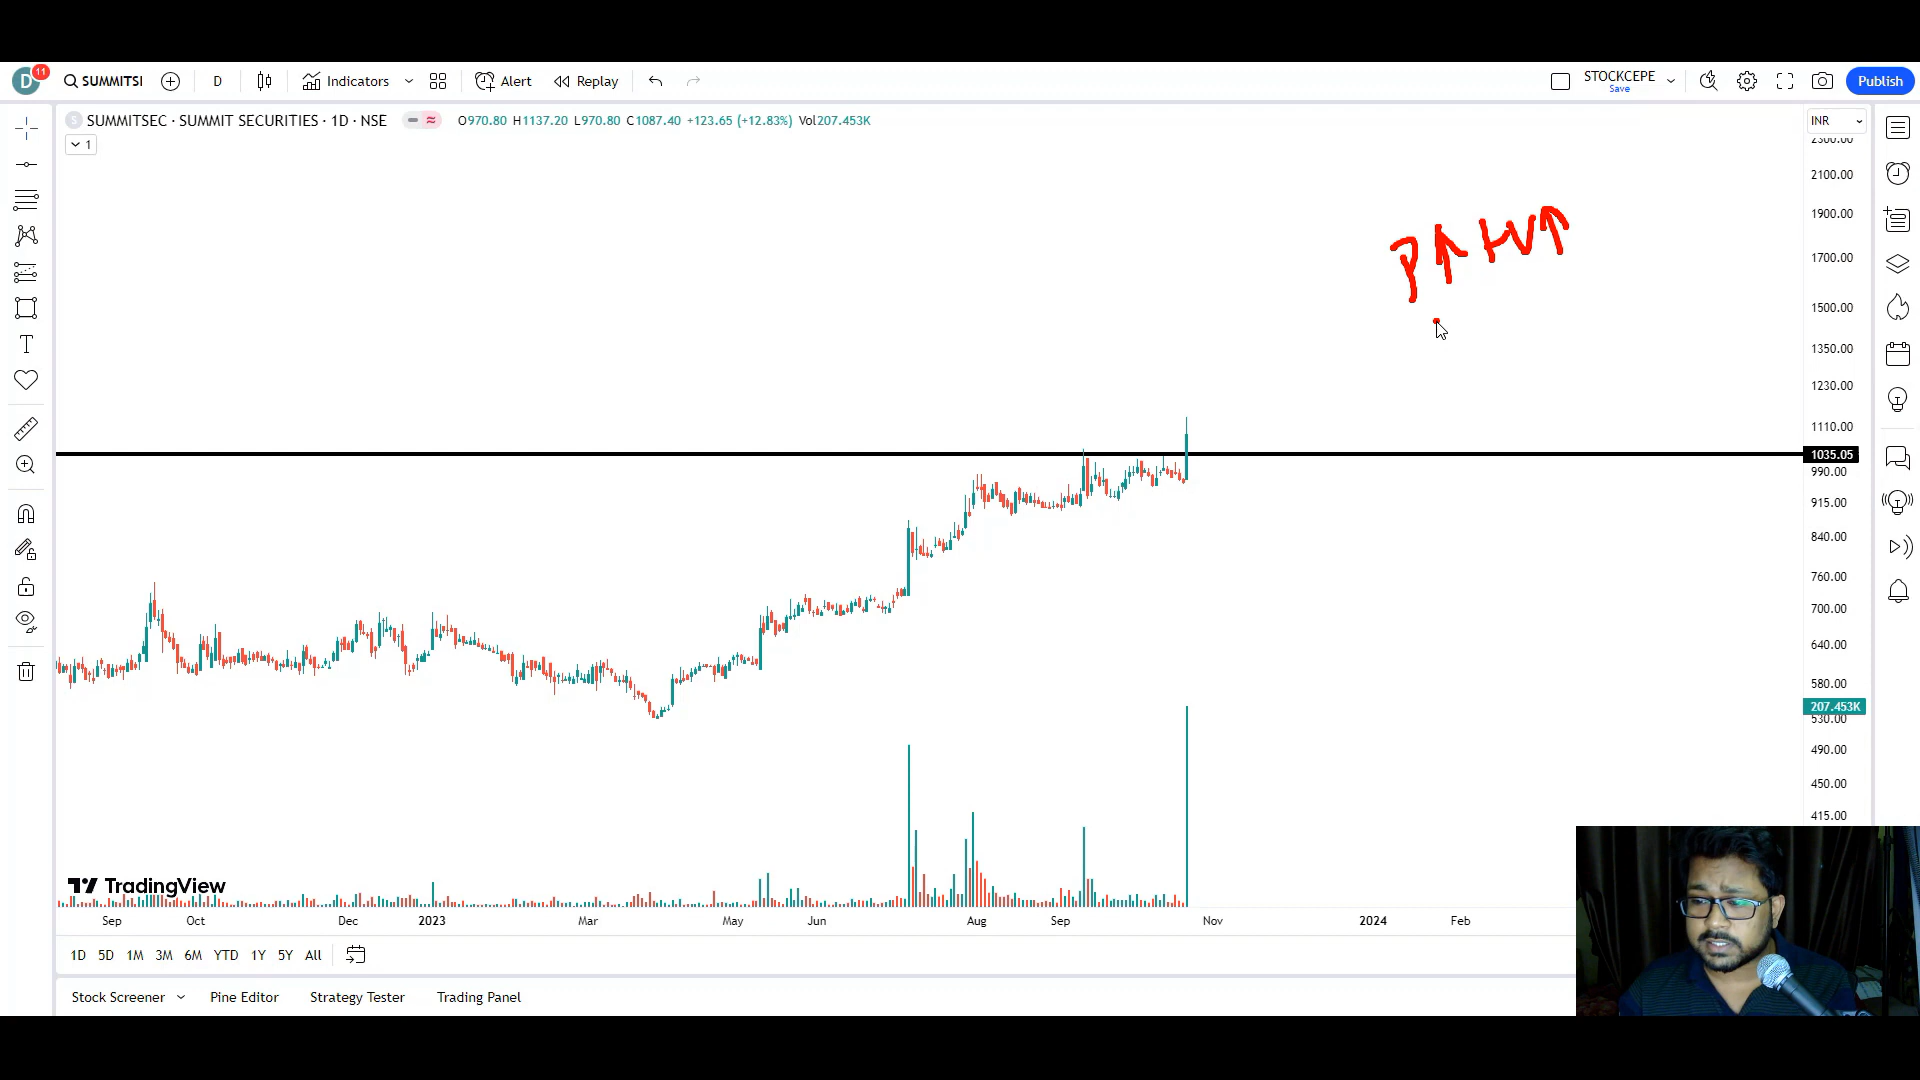 D 11 SUMMITSI D Indicators Alert Replay STOCKCEPE Save Publish
S SUMMITSEC · SUMMIT SECURITIES · 1D · NSE O970.80 H1137.20 L970.80 C1087.40 +123.65 (+12.83%) Vol207.453K INR
1
2300.00
2100.00
1900.00
P↑ +V↑
1700.00
1500.00
1350.00
1230.00
1110.00
1035.05
990.00
915.00
840.00
760.00
700.00
640.00
580.00
207.453K
530.00
490.00
450.00
415.00
TradingView
Sep Oct Dec 2023 Mar May Jun Aug Sep Nov 2024 Feb
1D 5D 1M 3M 6M YTD 1Y 5Y All
Stock Screener Pine Editor Strategy Tester Trading Panel